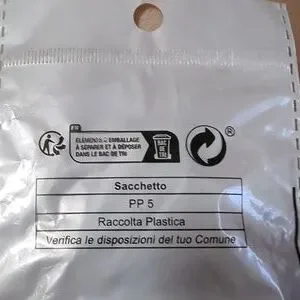 FR
ÉLÉMENTS D'EMBALLAGE
À SÉPARER ET À DÉPOSER
DANS LE BAC DE TRI
BAC
DE
TRI
®
Sacchetto
PP 5
Raccolta Plastica
Verifica le disposizioni del tuo Comune